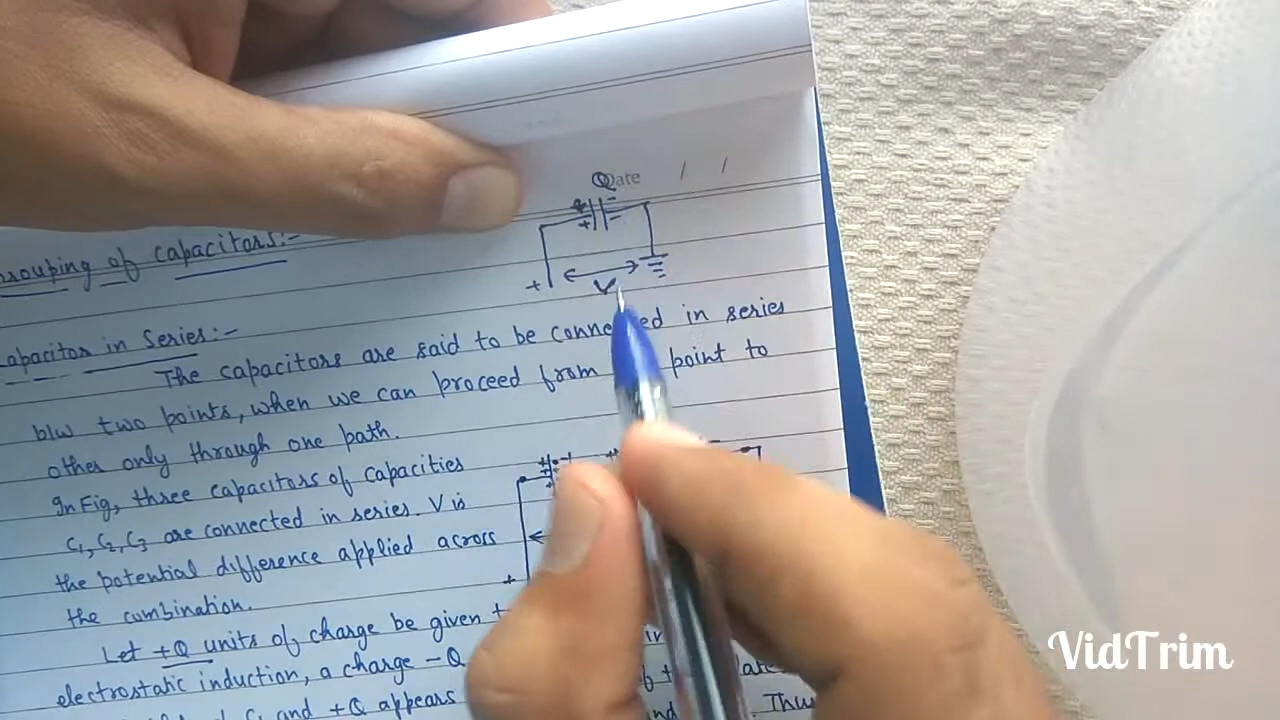 Date / /
Q
+
V
Grouping of Capacitors:-
Capacitor in Series:-
The capacitors are said to be connected in series
b/w two points, when we can proceed from point to
other only through one path.
In Fig, three capacitors of capacities
C1, C2, C3 are connected in series. V is
the potential difference applied across
the combination.
Let +Q units of charge be given
electrostatic induction, a charge -Q
and +Q appears
Thus
VidTrim